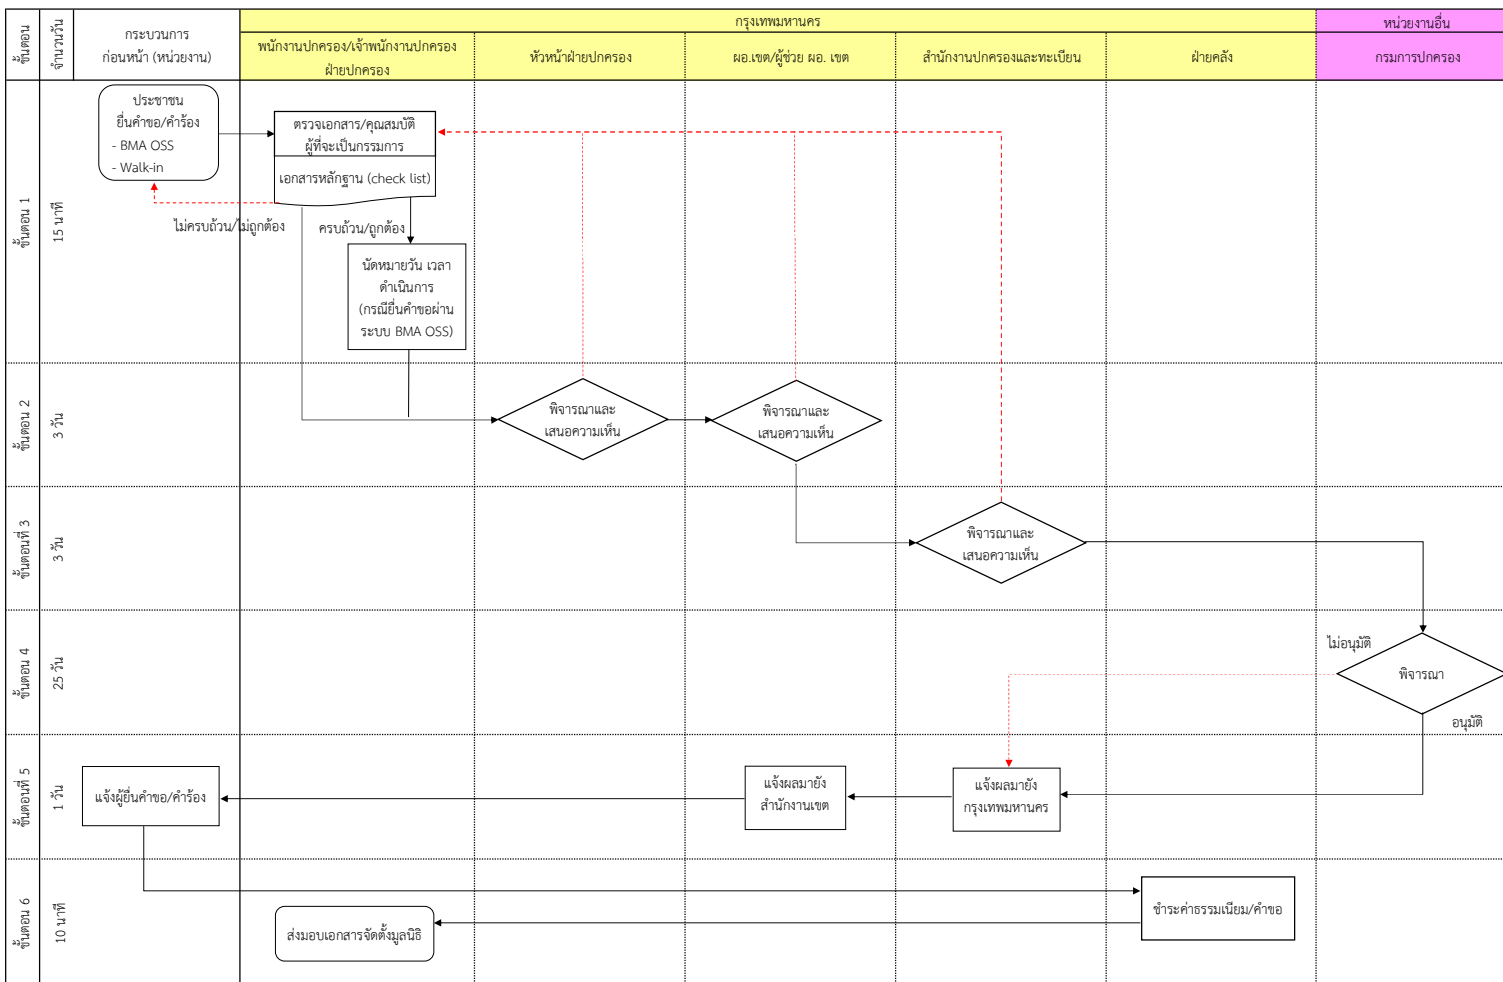 ขั้นตอน
จำนวนวัน
กระบวนการ
ก่อนหน้า (หน่วยงาน)
กรุงเทพมหานคร
หน่วยงานอื่น
พนักงานปกครอง/เจ้าพนักงานปกครอง
ฝ่ายปกครอง
หัวหน้าฝ่ายปกครอง
ผอ.เขต/ผู้ช่วย ผอ. เขต
สำนักงานปกครองและทะเบียน
ฝ่ายคลัง
กรมการปกครอง
ขั้นตอน 1
15 นาที
ประชาชน
ยื่นคำขอ/คำร้อง
- BMA OSS
- Walk-in
ตรวจเอกสาร/คุณสมบัติ
ผู้ที่จะเป็นกรรมการ
เอกสารหลักฐาน (check list)
ไม่ครบถ้วน/ไม่ถูกต้อง
ครบถ้วน/ถูกต้อง
นัดหมายวัน เวลา
ดำเนินการ
(กรณียื่นคำขอผ่าน
ระบบ BMA OSS)
ขั้นตอน 2
3 วัน
พิจารณาและ
เสนอความเห็น
พิจารณาและ
เสนอความเห็น
ขั้นตอนที่ 3
3 วัน
พิจารณาและ
เสนอความเห็น
ขั้นตอน 4
25 วัน
ไม่อนุมัติ
พิจารณา
อนุมัติ
ขั้นตอนที่ 5
1 วัน
แจ้งผู้ยื่นคำขอ/คำร้อง
แจ้งผลมายัง
สำนักงานเขต
แจ้งผลมายัง
กรุงเทพมหานคร
ขั้นตอน 6
10 นาที
ส่งมอบเอกสารจัดตั้งมูลนิธิ
ชำระค่าธรรมเนียม/คำขอ